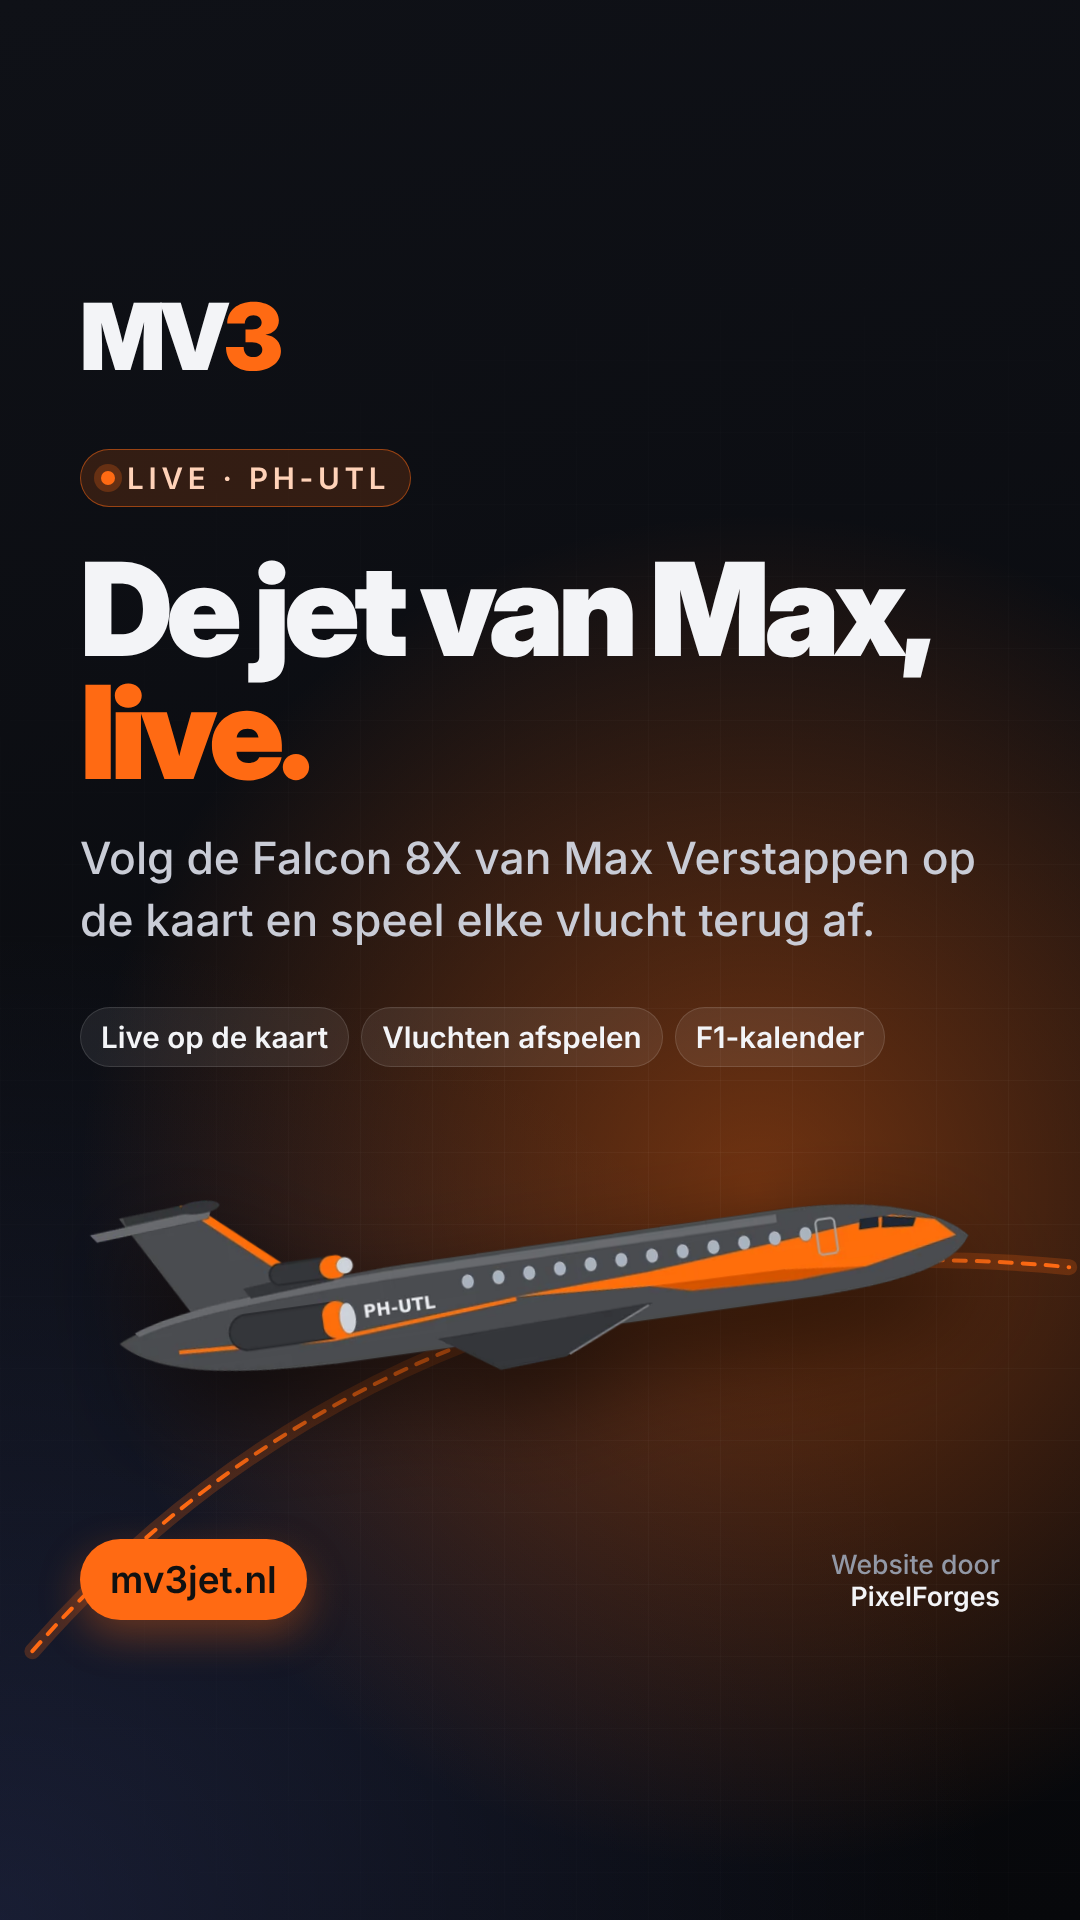 MV3
LIVE · PH-UTL
De jet van Max,
live.
Volg de Falcon 8X van Max Verstappen op
de kaart en speel elke vlucht terug af.
Live op de kaart
Vluchten afspelen
F1-kalender
PH-UTL
mv3jet.nl
Website door
PixelForges